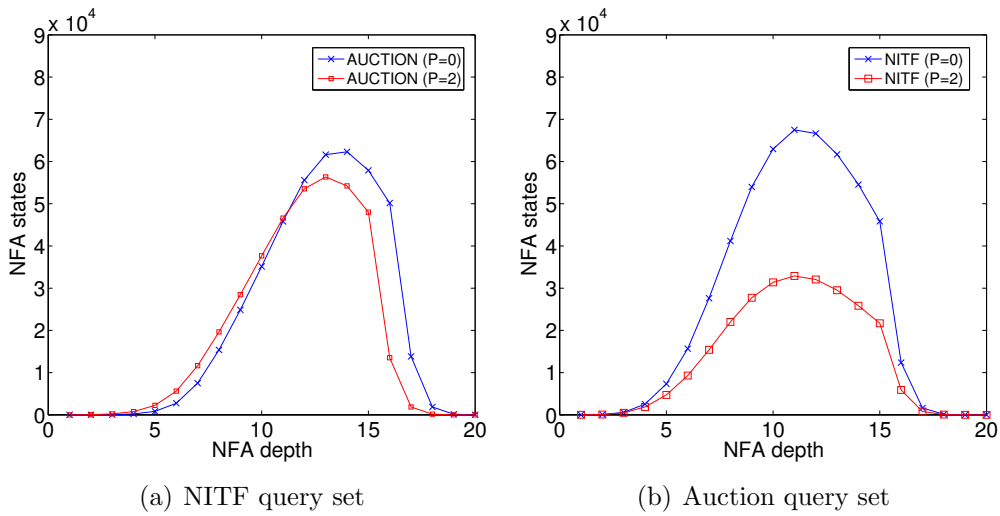 x 10^4
9
8
7
6
5
4
3
2
1
0
0 5 10 15 20
NFA states
NFA depth
AUCTION (P=0)
AUCTION (P=2)
(a) NITF query set
x 10^4
9
8
7
6
5
4
3
2
1
0
0 5 10 15 20
NFA states
NFA depth
NITF (P=0)
NITF (P=2)
(b) Auction query set